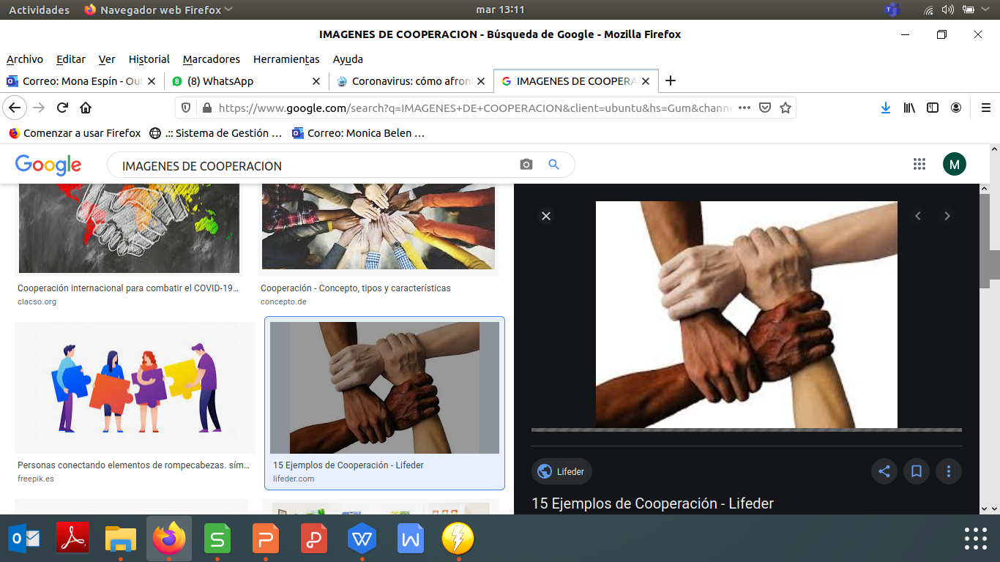 Actividades
Navegador web Firefox
mar 13:11
IMAGENES DE COOPERACION - Búsqueda de Google - Mozilla Firefox
Archivo Editar Ver Historial Marcadores Herramientas Ayuda
Correo: Mona Espín - Out
(8) WhatsApp
Coronavirus: cómo afront
IMAGENES DE COOPERA
https://www.google.com/search?q=IMAGENES+DE+COOPERACION&client=ubuntu&hs=Gum&channe
Comenzar a usar Firefox
.:: Sistema de Gestión ...
Correo: Monica Belen ...
Google
IMAGENES DE COOPERACION
M
Cooperación internacional para combatir el COVID-19...
clacso.org
Cooperación - Concepto, tipos y características
concepto.de
Personas conectando elementos de rompecabezas. sím...
freepik.es
15 Ejemplos de Cooperación - Lifeder
lifeder.com
Lifeder
15 Ejemplos de Cooperación - Lifeder